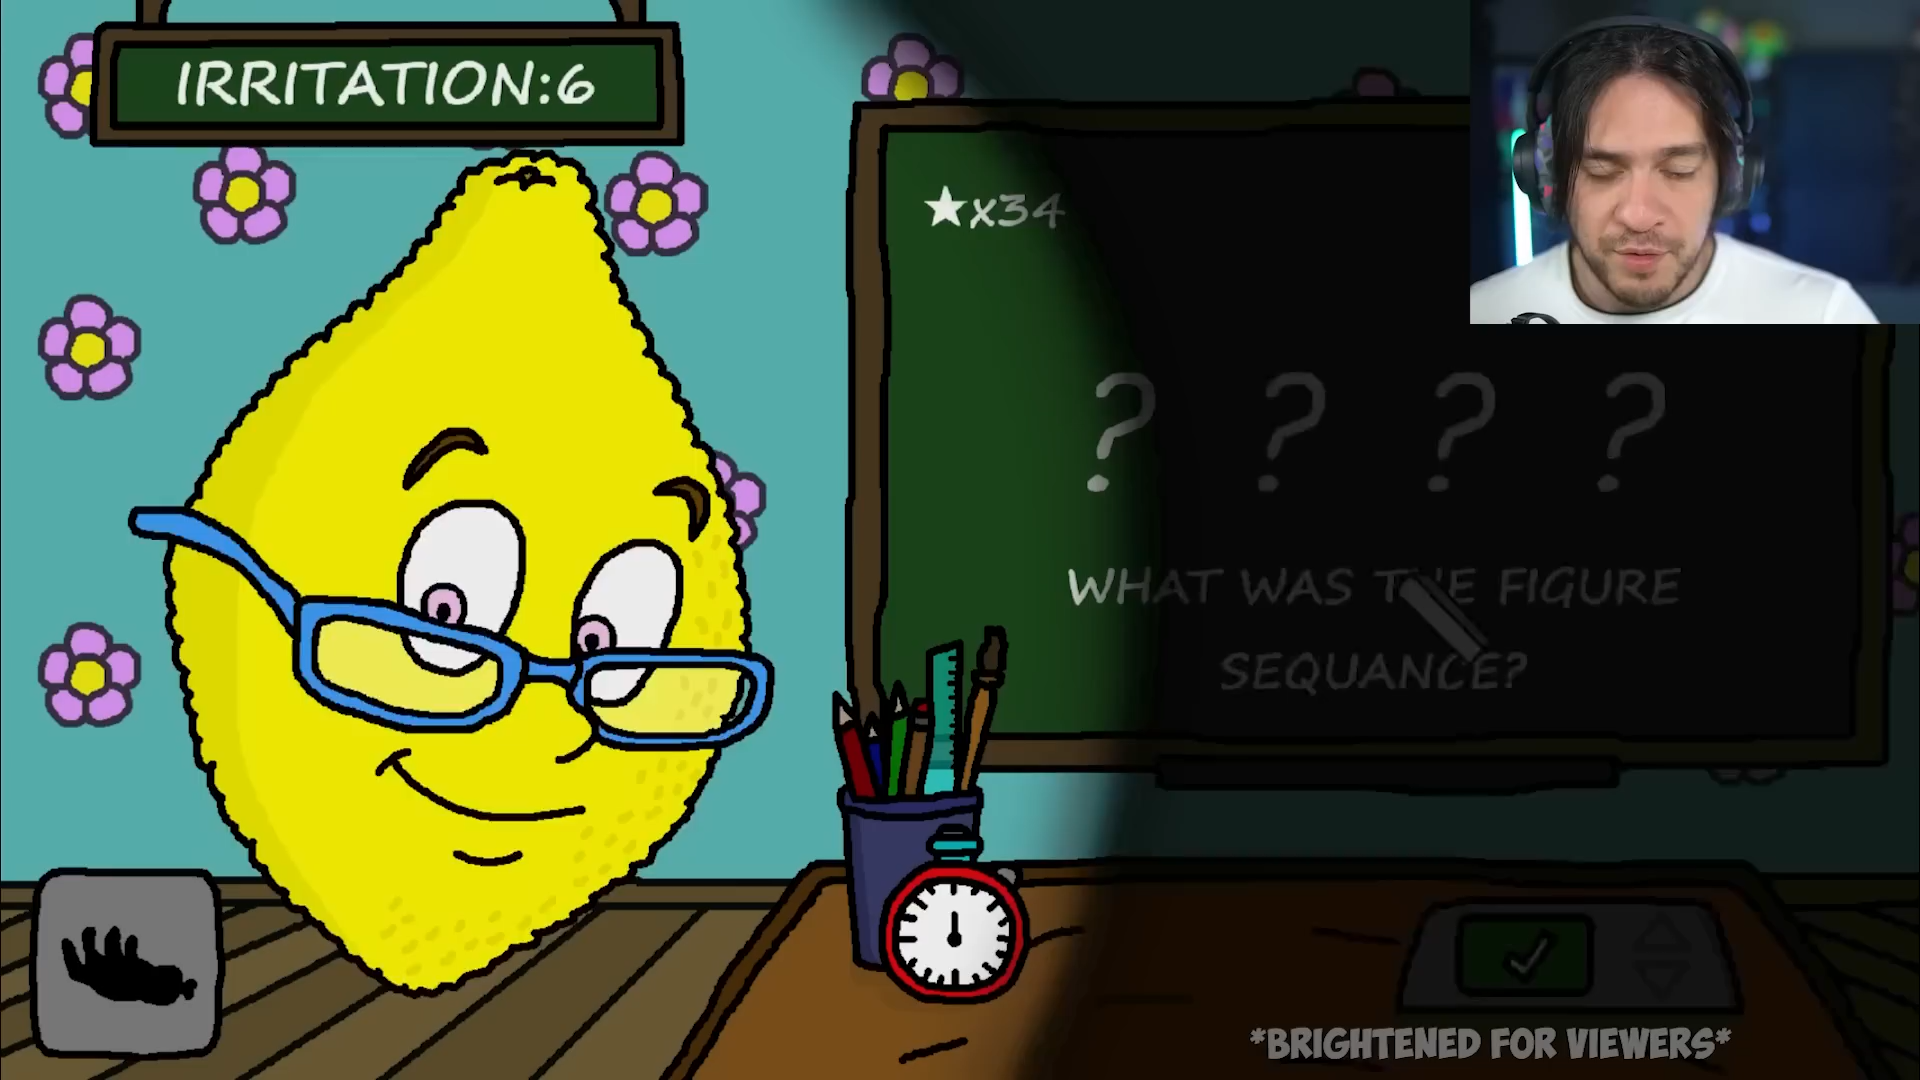 IRRITATION:6
★x34
? ? ? ?
WHAT WAS THE FIGURE
SEQUANCE?
*BRIGHTENED FOR VIEWERS*